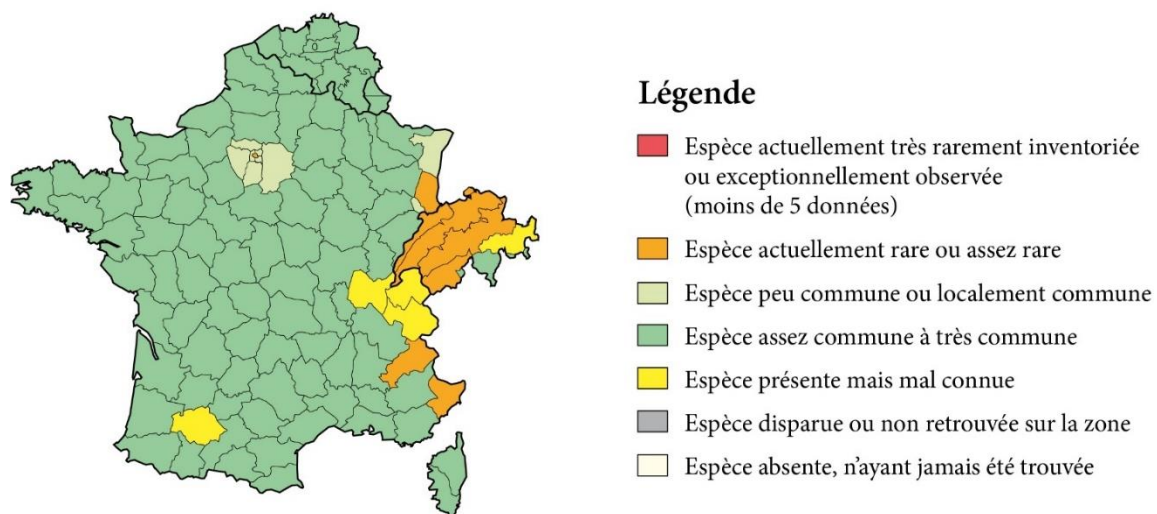 Légende
Espèce actuellement très rarement inventoriée
ou exceptionnellement observée
(moins de 5 données)
Espèce actuellement rare ou assez rare
Espèce peu commune ou localement commune
Espèce assez commune à très commune
Espèce présente mais mal connue
Espèce disparue ou non retrouvée sur la zone
Espèce absente, n'ayant jamais été trouvée